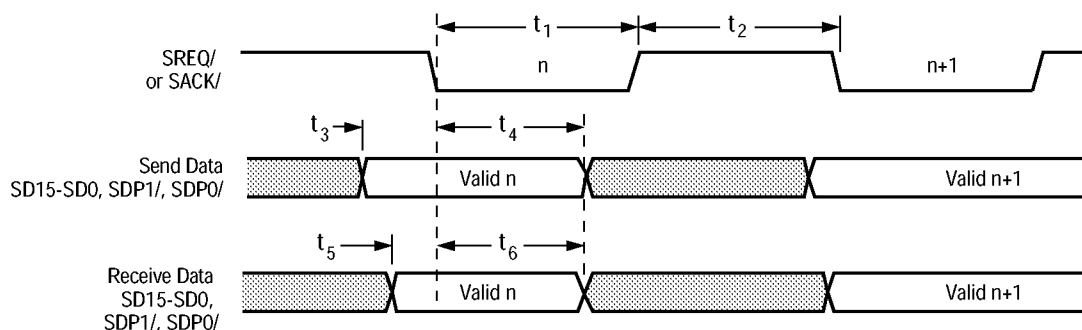 t1
t2
SREQ/
or SACK/
n
n+1
t3
t4
Send Data
SD15-SD0, SDP1/, SDP0/
Valid n
Valid n+1
t5
t6
Receive Data
SD15-SD0,
SDP1/, SDP0/
Valid n
Valid n+1